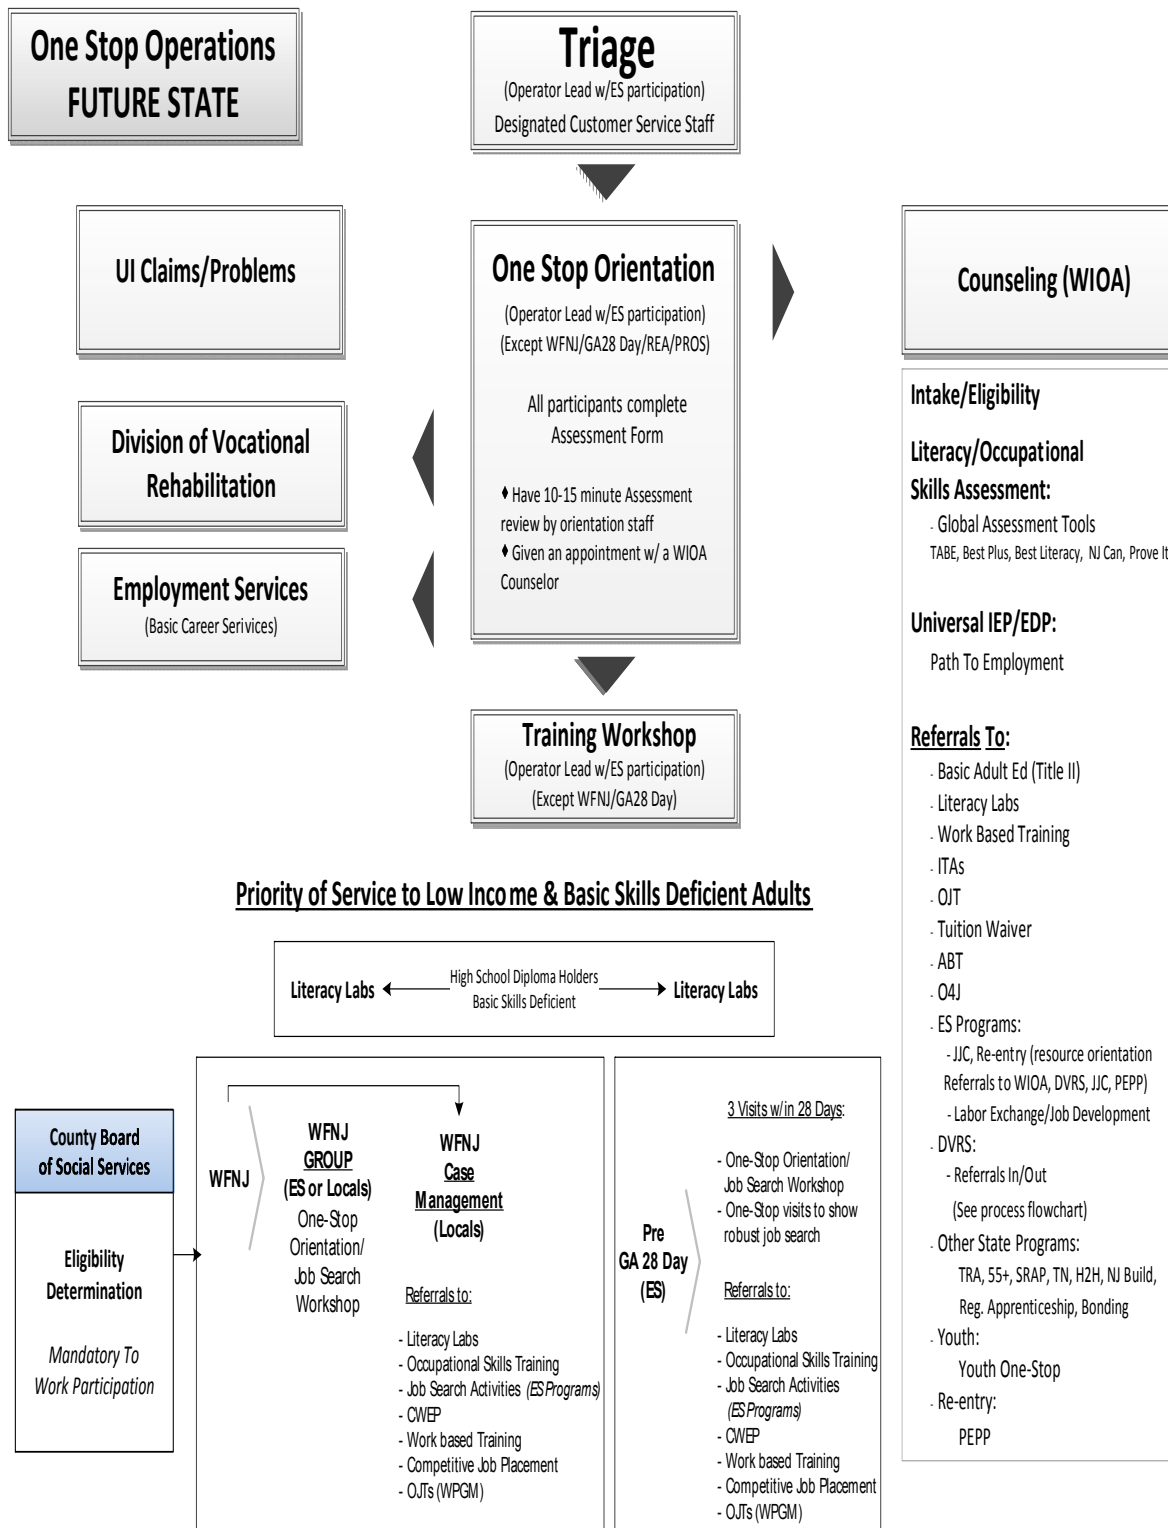 One Stop Operations
FUTURE STATE
Triage
(Operator Lead w/ES participation)
Designated Customer Service Staff
UI Claims/Problems
Division of Vocational
Rehabilitation
Employment Services
(Basic Career Serivices)
One Stop Orientation
(Operator Lead w/ES participation)
(Except WFNJ/GA28 Day/REA/PROS)
All participants complete
Assessment Form
♦ Have 10-15 minute Assessment
review by orientation staff
♦ Given an appointment w/ a WIOA
Counselor
Training Workshop
(Operator Lead w/ES participation)
(Except WFNJ/GA28 Day)
Counseling (WIOA)
Intake/Eligibility
Literacy/Occupational
Skills Assessment:
- Global Assessment Tools
TABE, Best Plus, Best Literacy, NJ Can, Prove It
Universal IEP/EDP:
Path To Employment
Referrals To:
- Basic Adult Ed (Title II)
- Literacy Labs
- Work Based Training
- ITAs
- OJT
- Tuition Waiver
- ABT
- O4J
- ES Programs:
- JJC, Re-entry (resource orientation
Referrals to WIOA, DVRS, JJC, PEPP)
- Labor Exchange/Job Development
- DVRS:
- Referrals In/Out
(See process flowchart)
- Other State Programs:
TRA, 55+, SRAP, TN, H2H, NJ Build,
Reg. Apprenticeship, Bonding
- Youth:
Youth One-Stop
- Re-entry:
PEPP
Priority of Service to Low Income & Basic Skills Deficient Adults
Literacy Labs
High School Diploma Holders
Basic Skills Deficient
Literacy Labs
County Board
of Social Services
Eligibility
Determination
Mandatory To
Work Participation
WFNJ
WFNJ
GROUP
(ES or Locals)
One-Stop
Orientation/
Job Search
Workshop
WFNJ
Case
Management
(Locals)
Referrals to:
- Literacy Labs
- Occupational Skills Training
- Job Search Activities (ES Programs)
- CWEP
- Work based Training
- Competitive Job Placement
- OJTs (WPGM)
Pre
GA 28 Day
(ES)
3 Visits w/in 28 Days:
- One-Stop Orientation/
Job Search Workshop
- One-Stop visits to show
robust job search
Referrals to:
- Literacy Labs
- Occupational Skills Training
- Job Search Activities
(ES Programs)
- CWEP
- Work based Training
- Competitive Job Placement
- OJTs (WPGM)